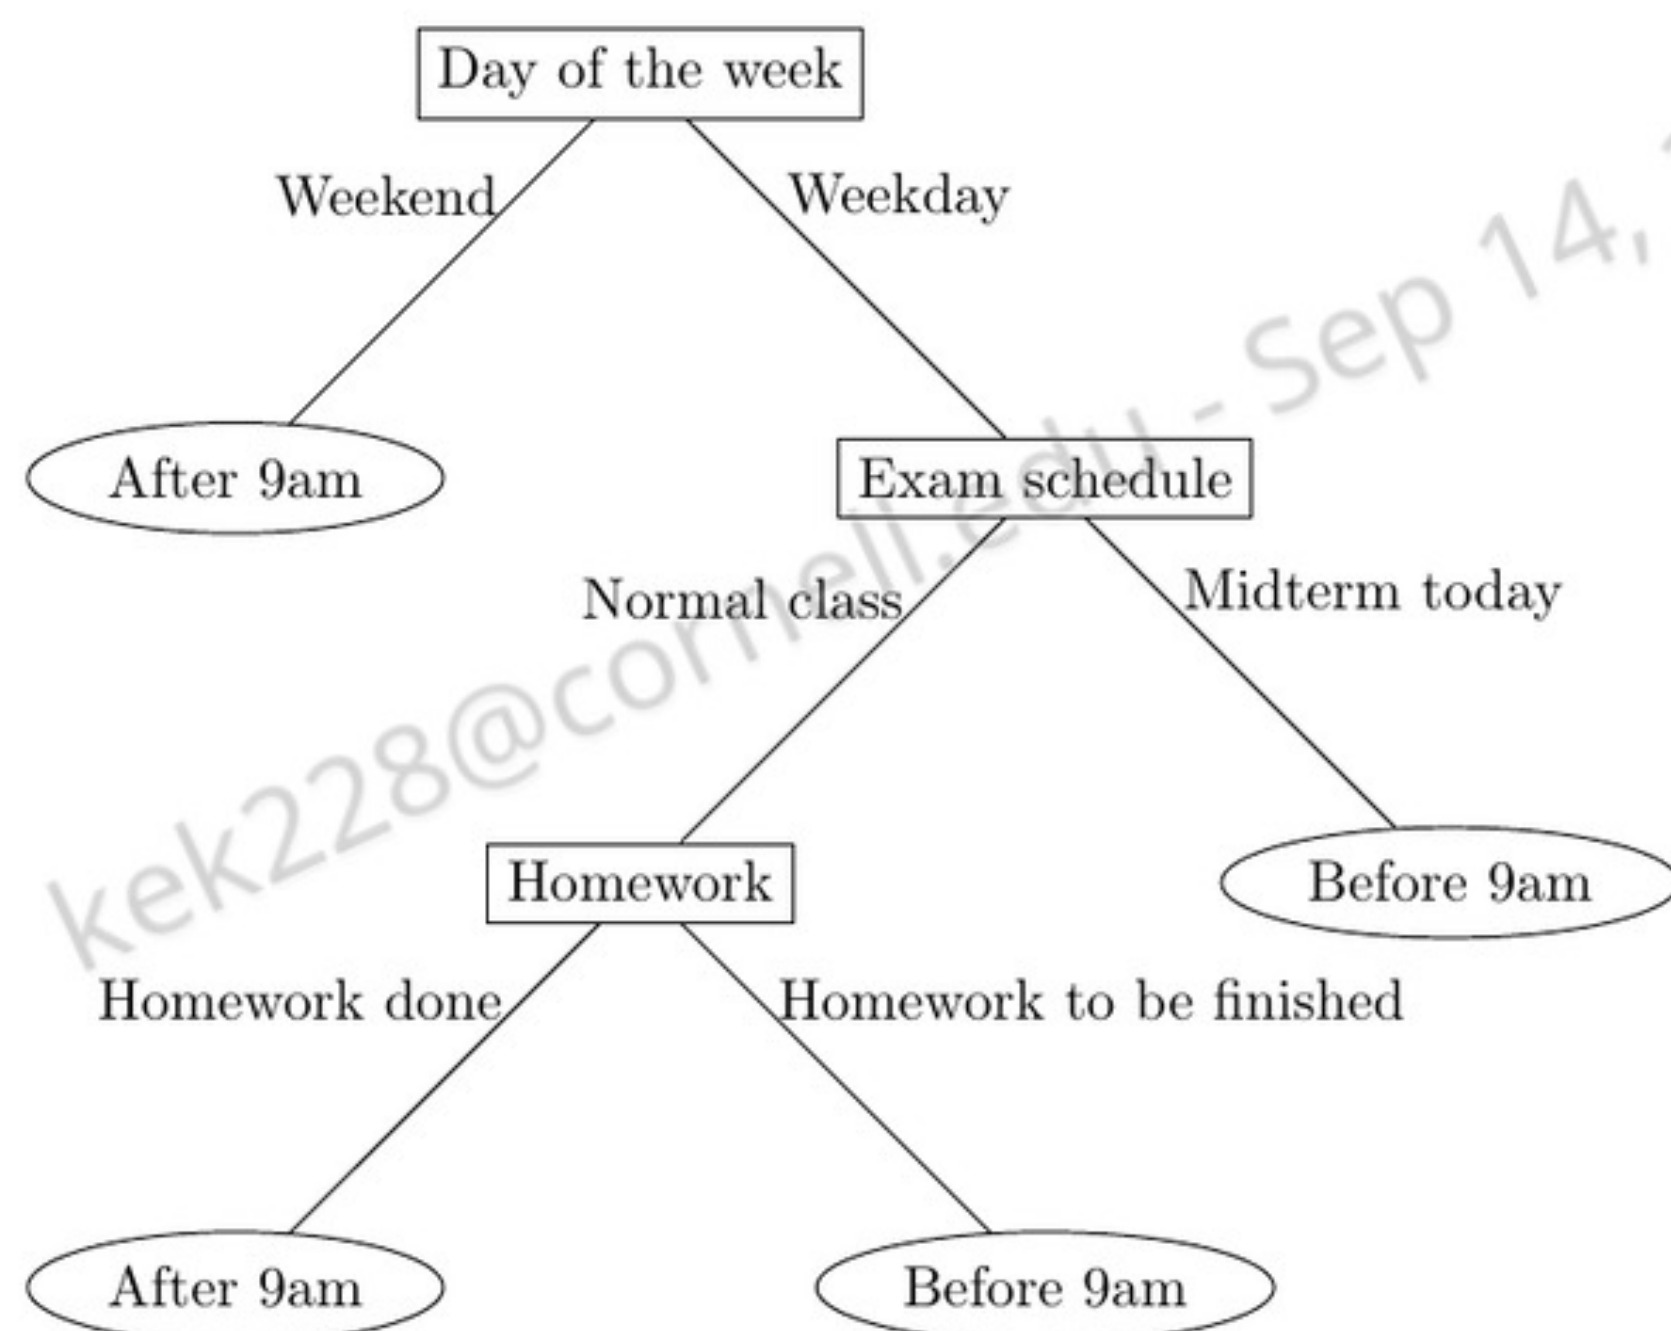 Day of the week
Weekend
Weekday
After 9am
Exam schedule
Normal class
Midterm today
Homework
Before 9am
Homework done
Homework to be finished
After 9am
Before 9am
kek228@cornell.edu - Sep 14,